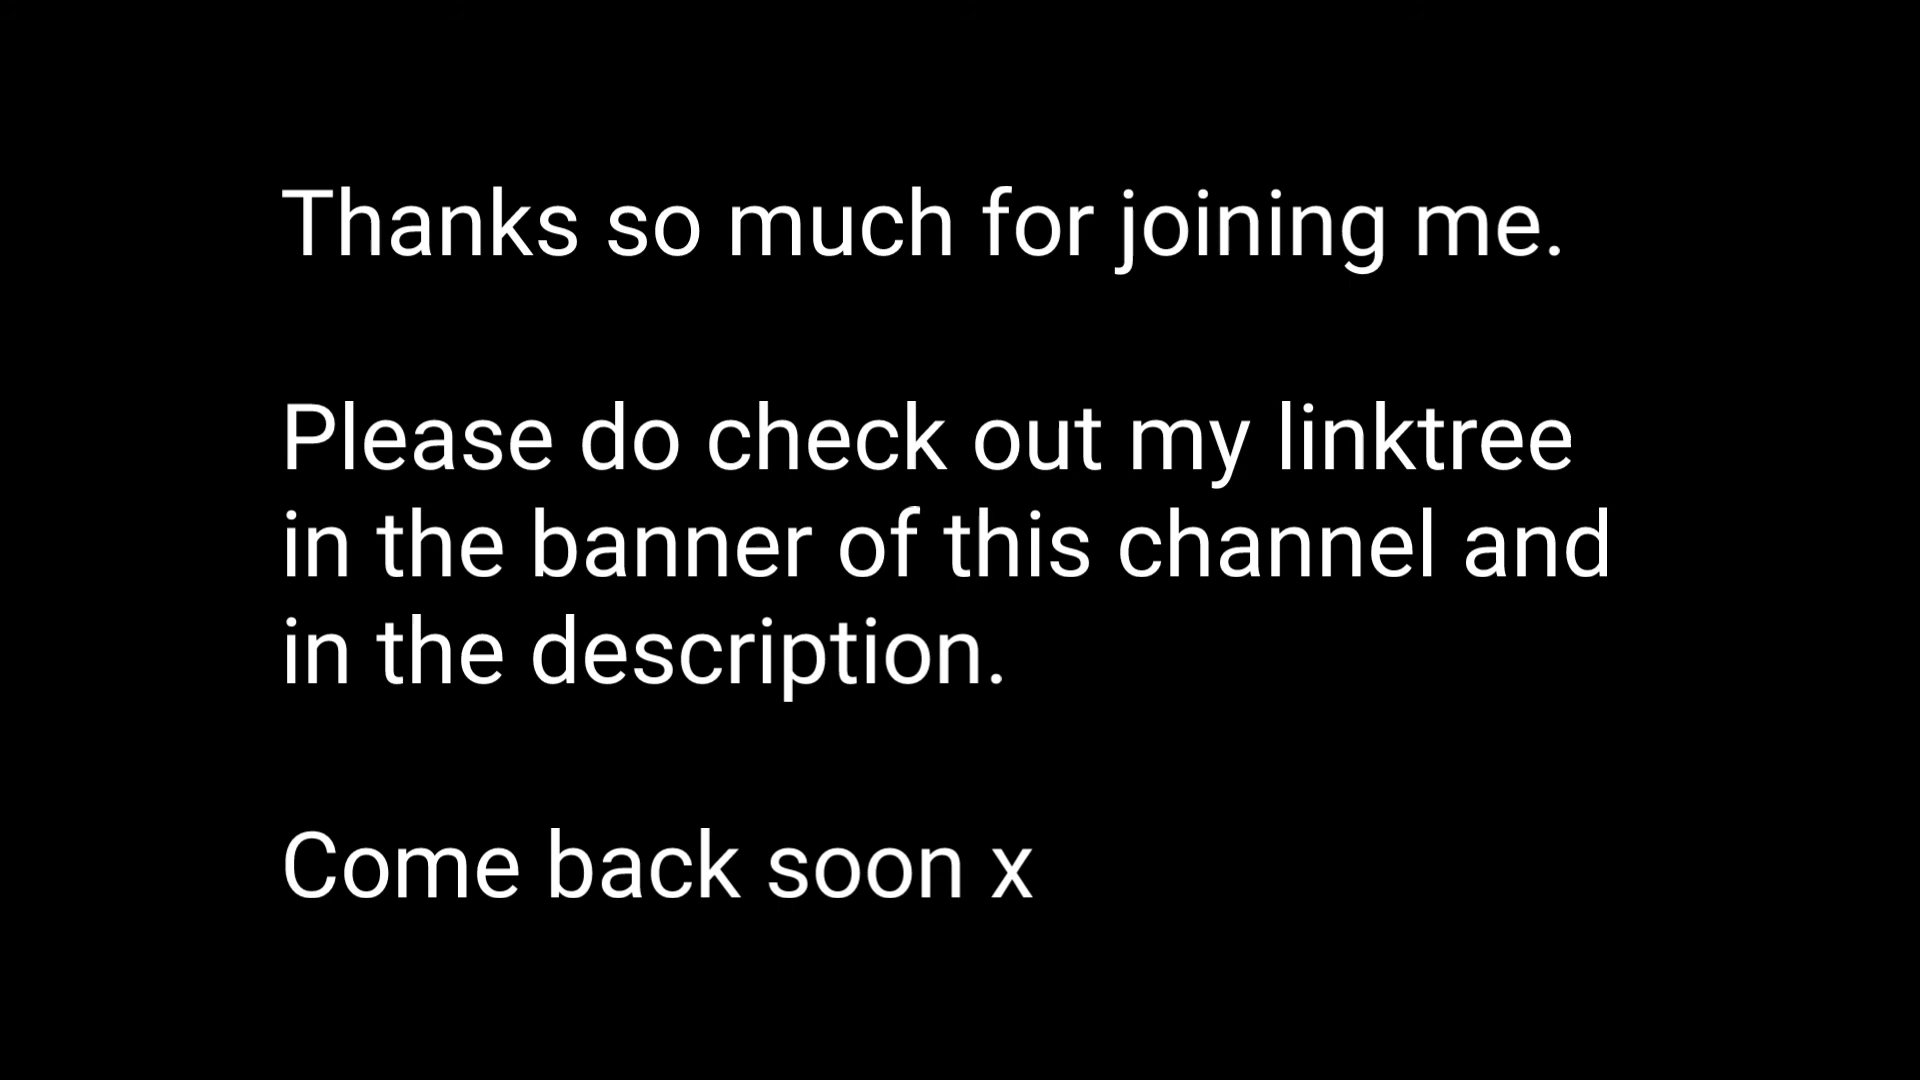 Thanks so much for joining me.
Please do check out my linktree
in the banner of this channel and
in the description.
Come back soon x